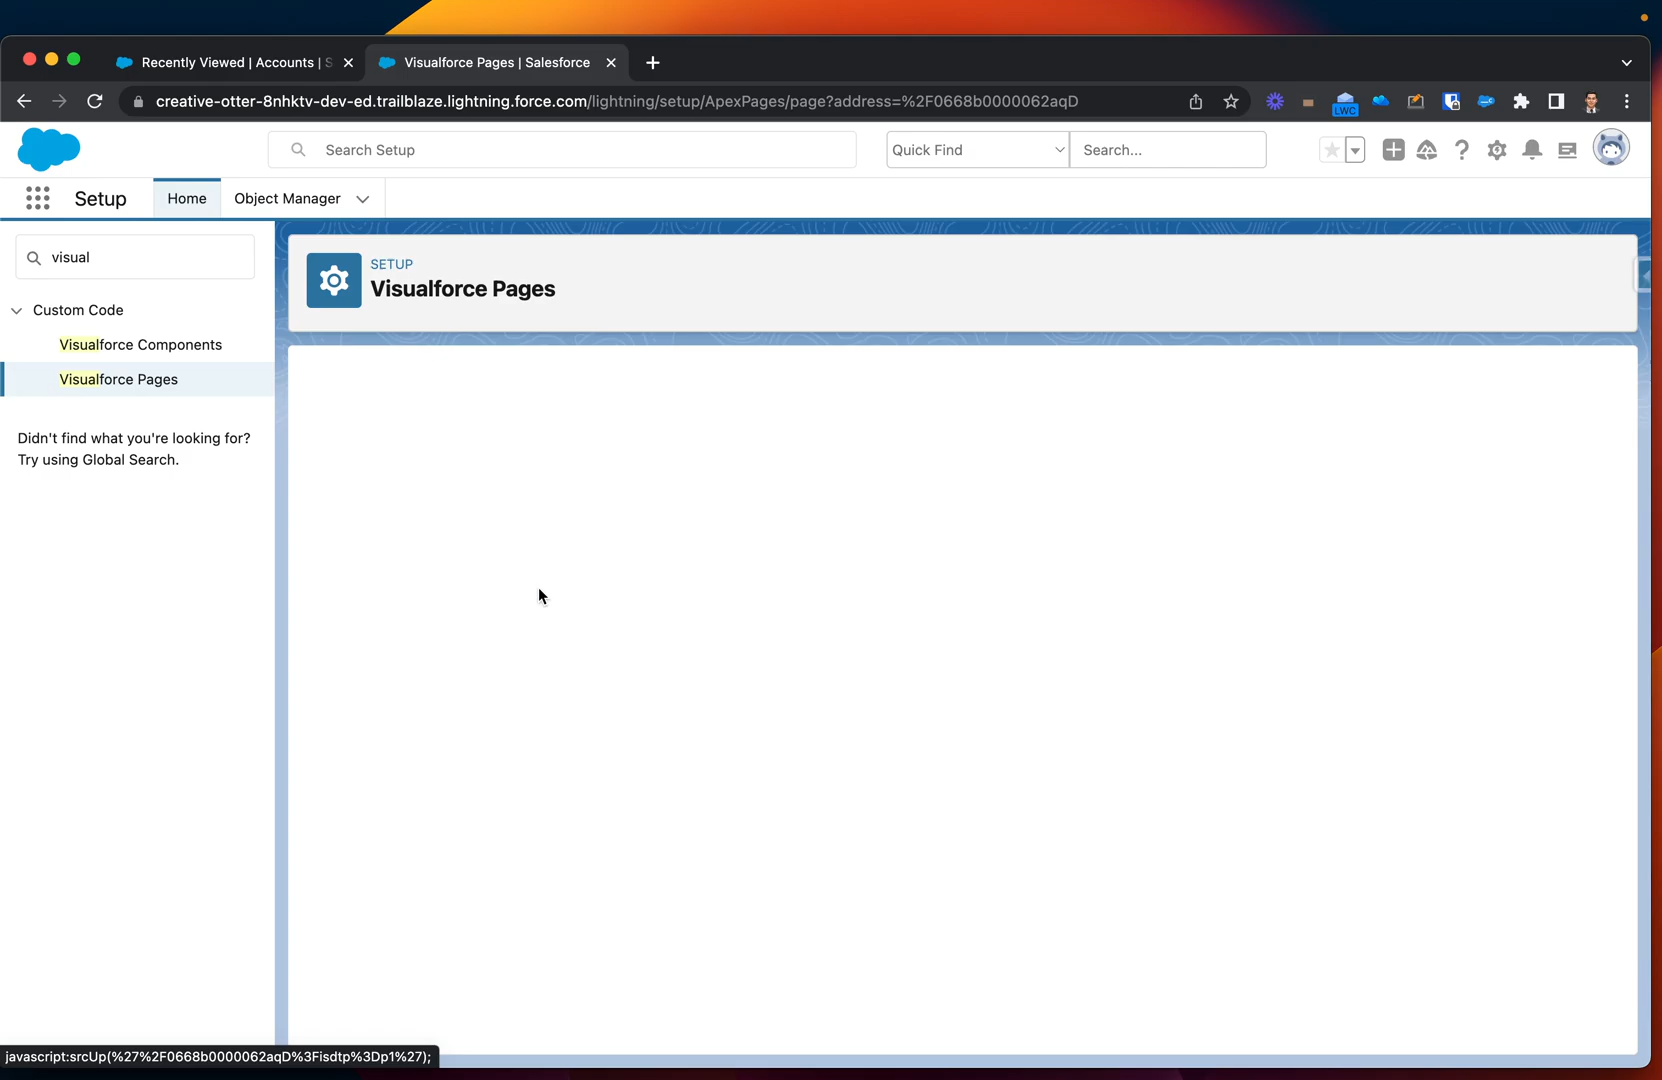 Recently Viewed | Accounts | S
Visualforce Pages | Salesforce
creative-otter-8nhktv-dev-ed.trailblaze.lightning.force.com/lightning/setup/ApexPages/page?address=%2F0668b0000062aqD
LWC
Search Setup
Quick Find
Search...
Setup
Home
Object Manager
visual
SETUP
Visualforce Pages
Custom Code
Visualforce Components
Visualforce Pages
Didn't find what you're looking for?
Try using Global Search.
javascript:srcUp(%27%2F0668b0000062aqD%3Fisdtp%3Dp1%27);